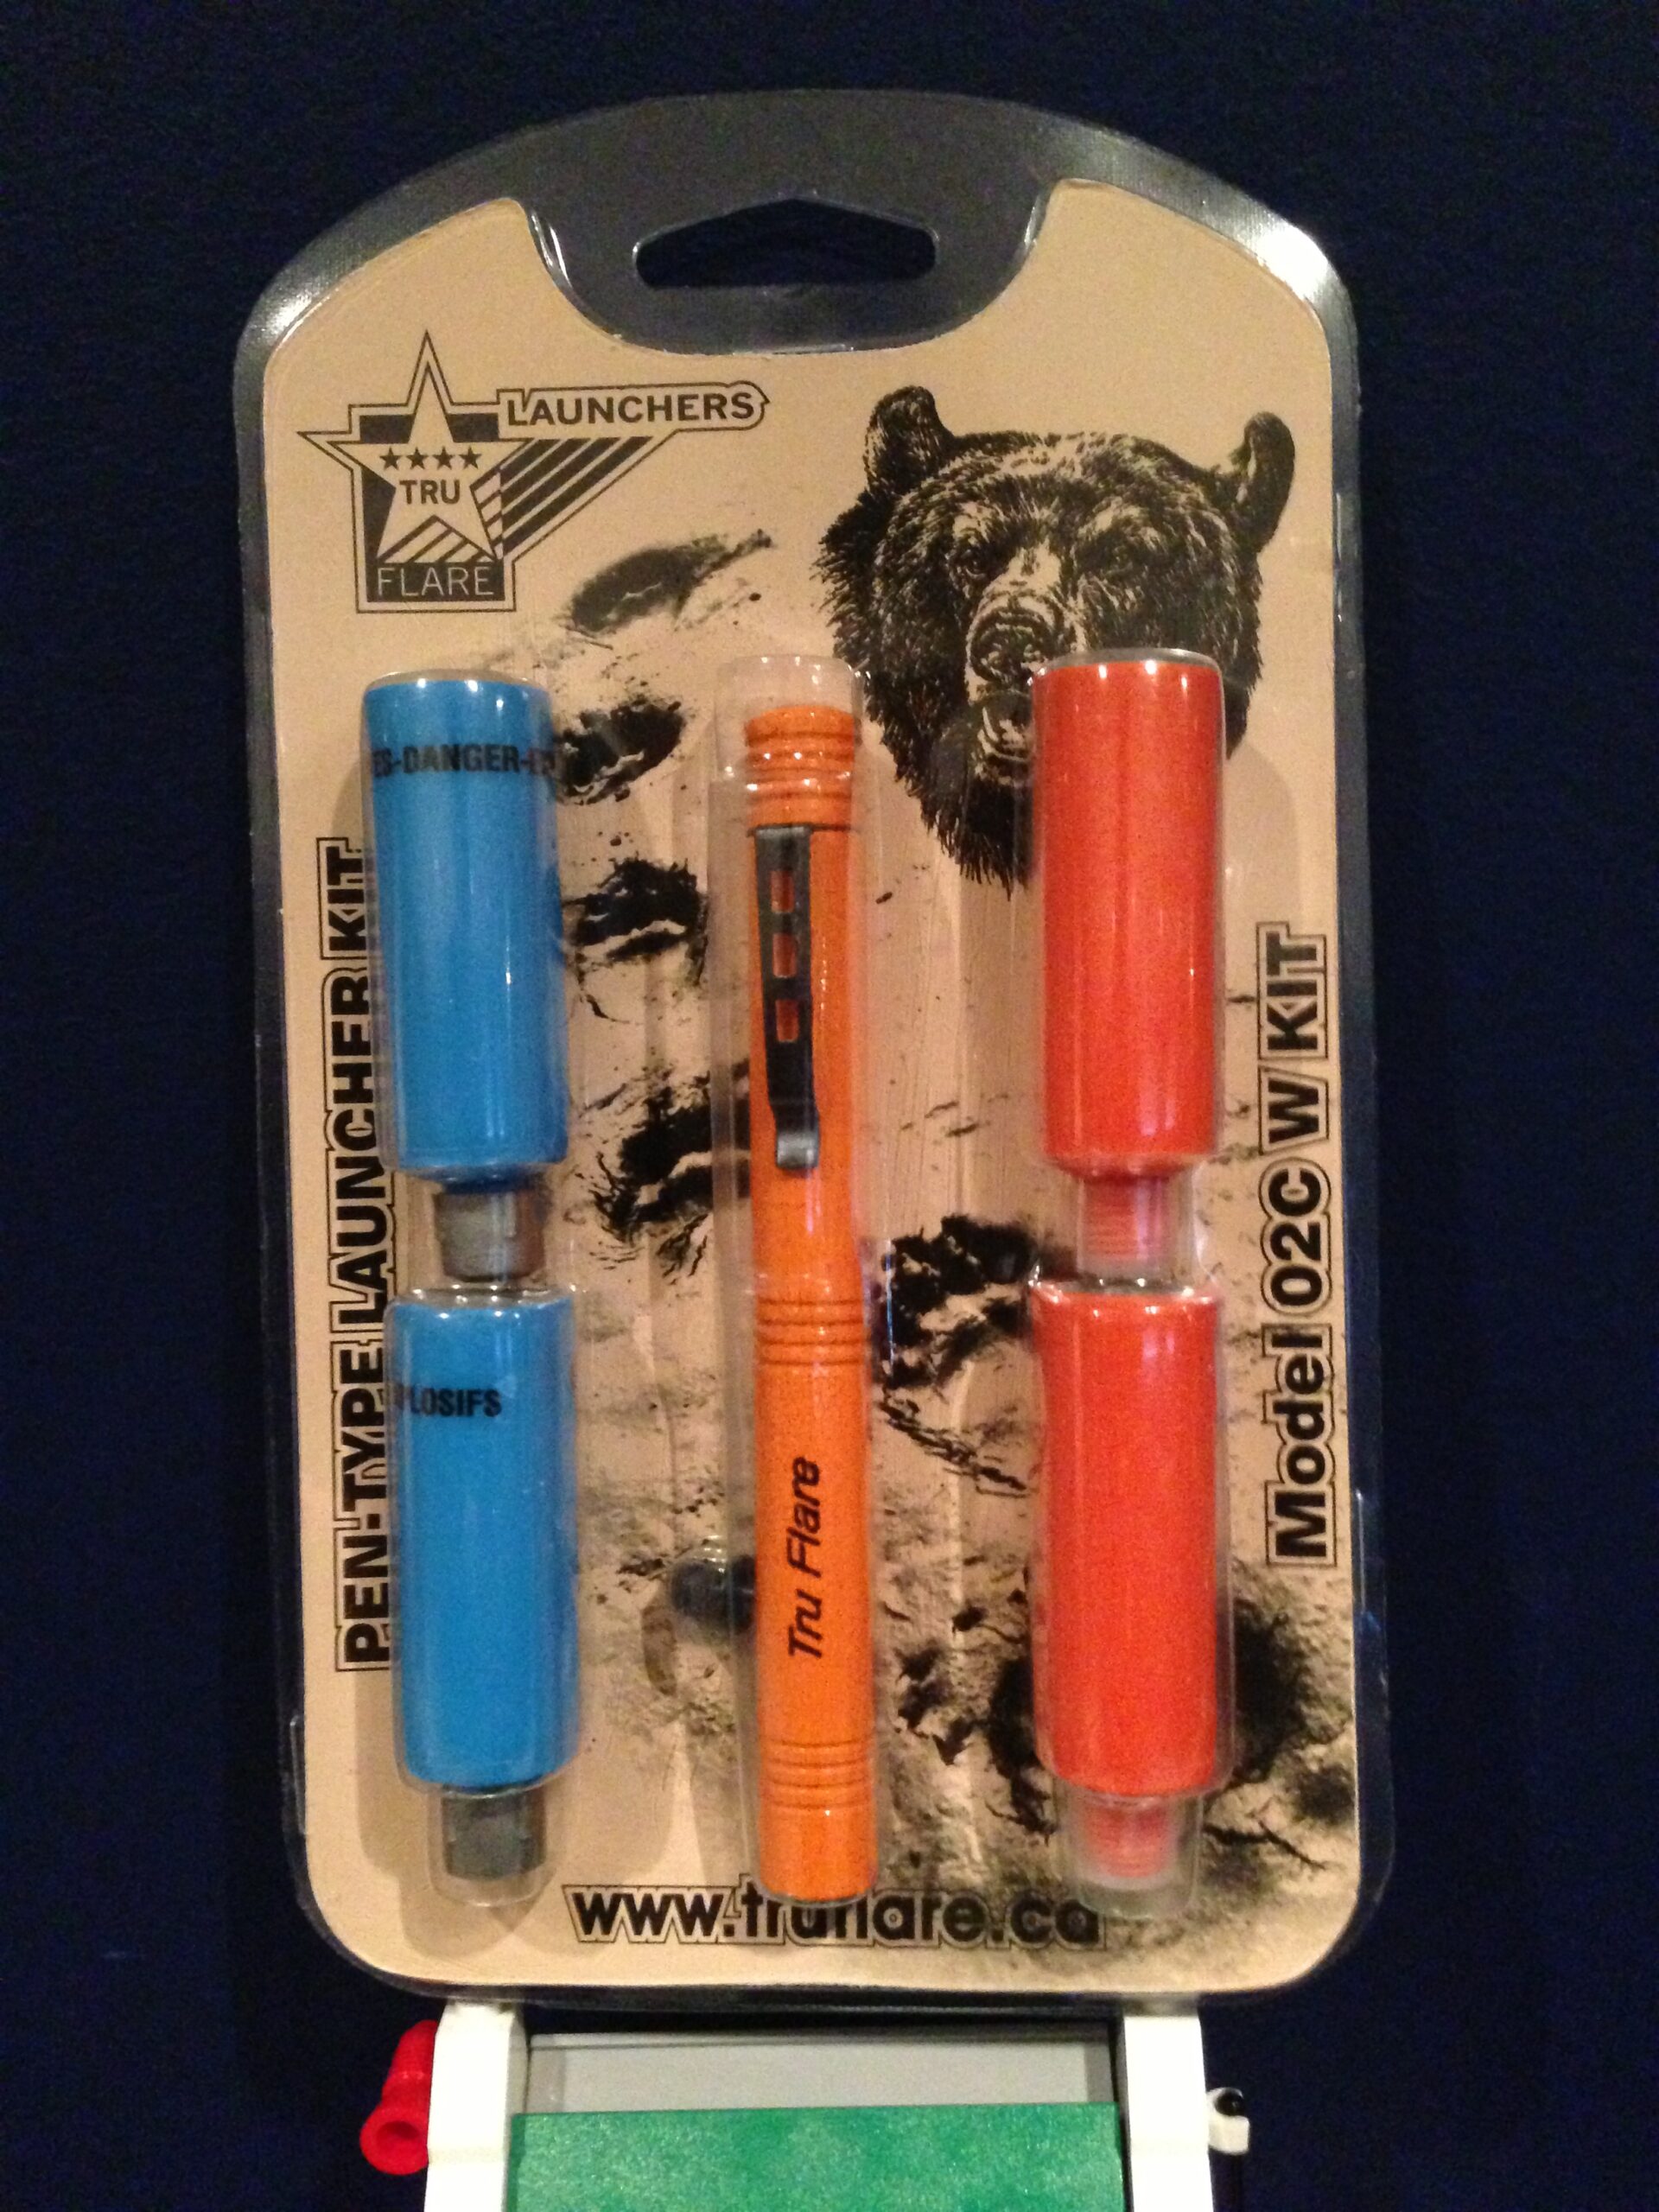 LAUNCHERS
TRU
FLARE
PEN-TYPE LAUNCHER KIT
-DANGER-
PLOSIFS
Tru Flare
Model 02C W KIT
www.truflare.ca